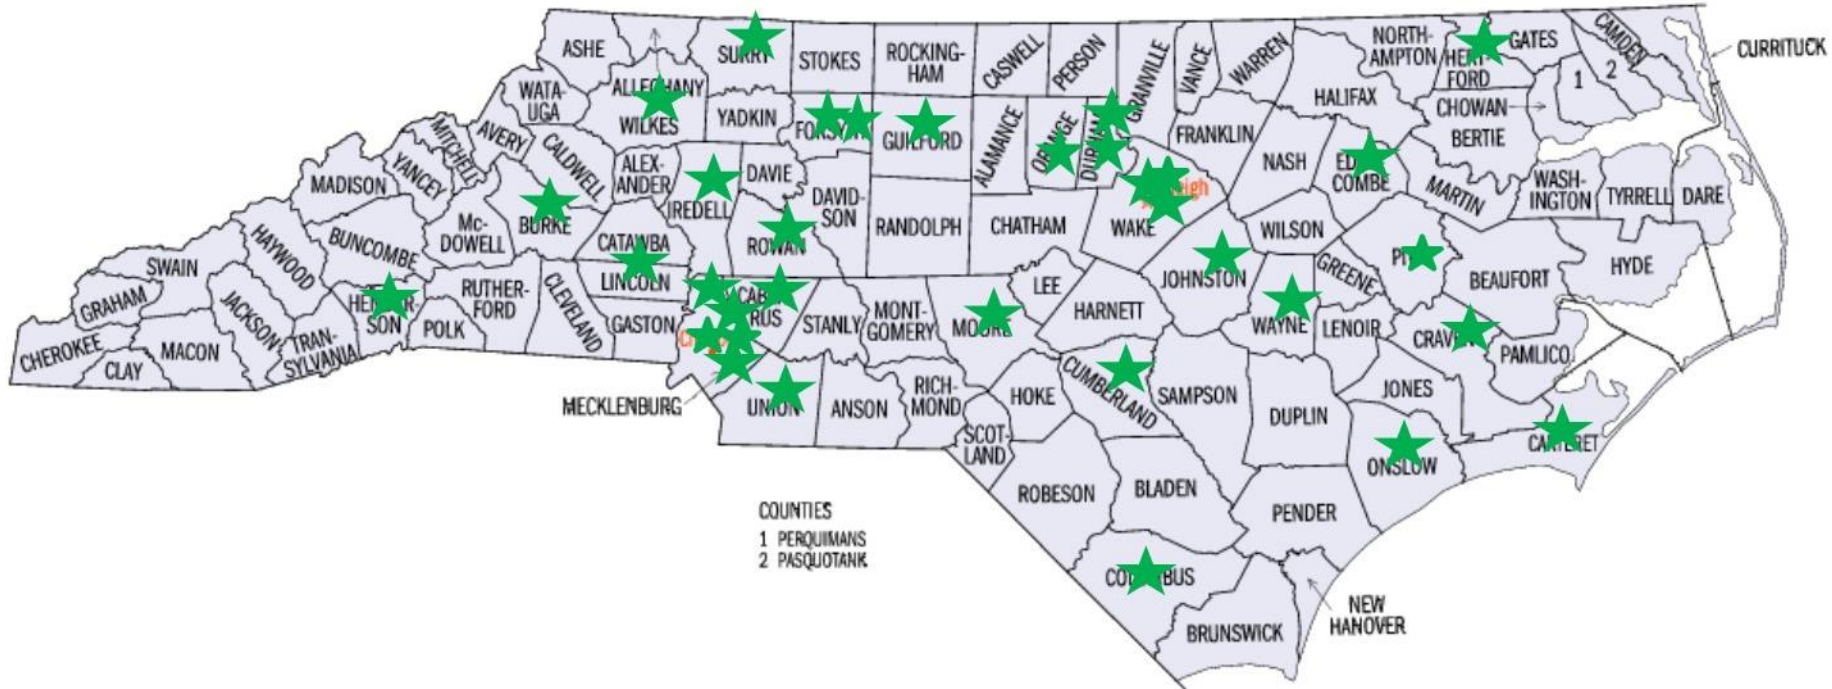 ASHE
ALLEGHANY
SURRY
STOKES
ROCKING-
HAM
CASWELL
PERSON
GRANVILLE
VANCE
WARREN
NORTH-
AMPTON
HERT-
FORD
GATES
CAMDEN
CURRITUCK
1
2
WATA-
UGA
WILKES
YADKIN
FORSYTH
GUILFORD
ALAMANCE
ORANGE
DURHAM
FRANKLIN
HALIFAX
CHOWAN
BERTIE
MITCHELL
AVERY
CALDWELL
ALEX-
ANDER
IREDELL
DAVIE
NASH
WASH-
INGTON
TYRRELL
DARE
MADISON
YANCEY
BURKE
DAVID-
SON
RANDOLPH
CHATHAM
WAKE
WILSON
MARTIN
COMBE
Mc-
DOWELL
CATAWBA
ROWAN
BUNCOMBE
HAYWOOD
SWAIN
GRAHAM
JACKSON
RUTHER-
FORD
CLEVELAND
LINCOLN
GASTON
STANLY
MONT-
GOMERY
MOORE
LEE
HARNETT
JOHNSTON
GREENE
BEAUFORT
HYDE
CHEROKEE
CLAY
MACON
TRAN-
SYLVANIA
SON
POLK
WAYNE
LENOIR
CRAVEN
PAMLICO
MECKLENBURG
UNION
ANSON
RICH-
MOND
HOKE
CUMBERLAND
SAMPSON
DUPLIN
JONES
SCOT-
LAND
ONSLOW
CARTERET
ROBESON
BLADEN
PENDER
COUNTIES
1 PERQUIMANS
2 PASQUOTANK
BRUNSWICK
NEW
HANOVER